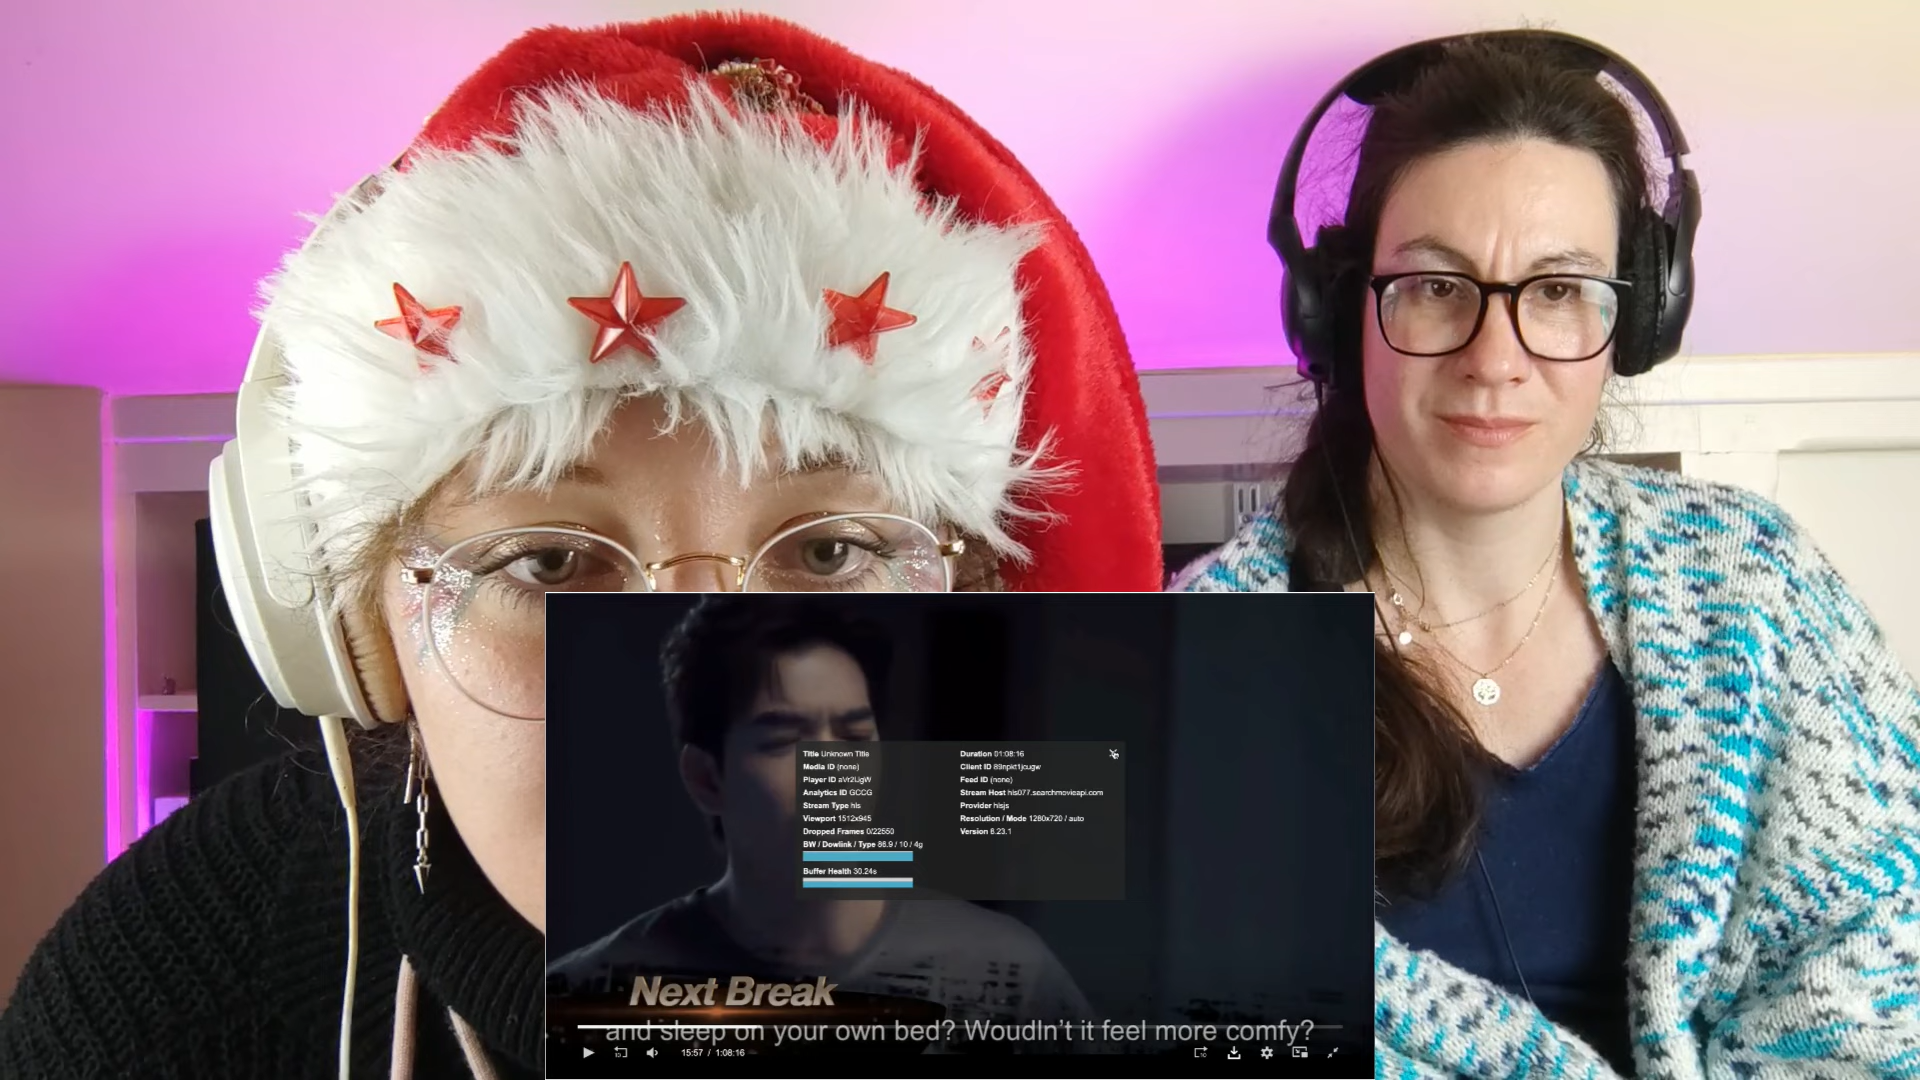 Title Unknown Title
Media ID (none)
Player ID aVr2UgW
Analytics ID GCCG
Stream Type hls
Viewport 1512x945
Dropped Frames 0/22550
BW / Dowlink / Type 86.9 / 10 / 4g
Buffer Health 30.24s
Duration 01:08:16
Client ID 89npkt1jcugw
Feed ID (none)
Stream Host hls077.searchmovieapi.com
Provider hlsjs
Resolution / Mode 1280x720 / auto
Version 8.23.1
Next Break
and sleep on your own bed? Woudln't it feel more comfy?
15:57 / 1:08:16